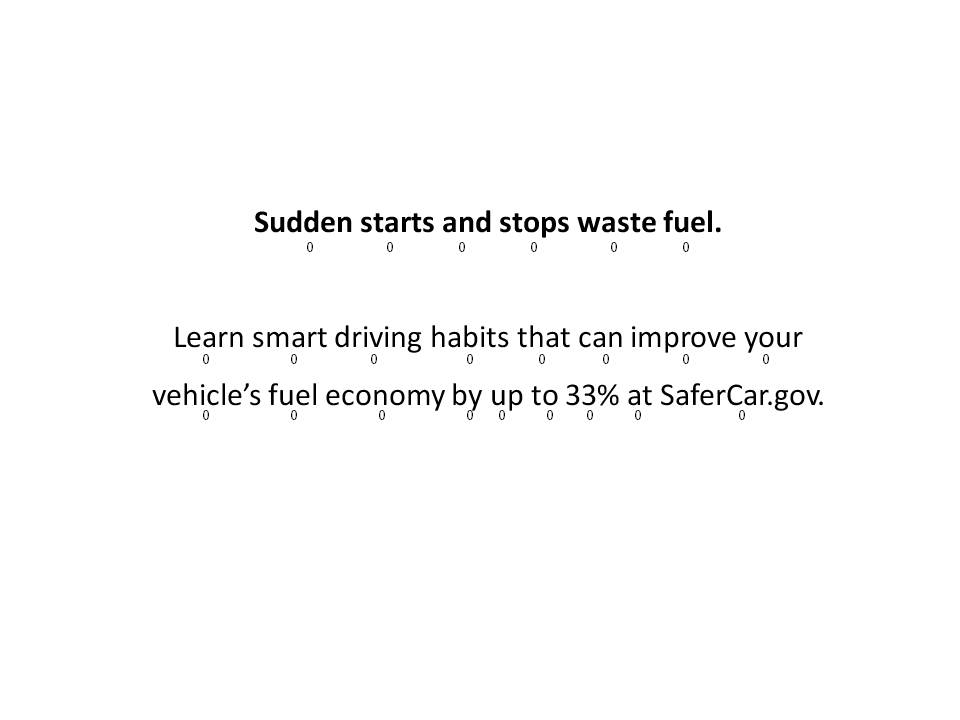 Sudden starts and stops waste fuel.
0 0 0 0 0 0
Learn smart driving habits that can improve your
0 0 0 0 0 0 0 0
vehicle’s fuel economy by up to 33% at SaferCar.gov.
0 0 0 0 0 0 0 0 0